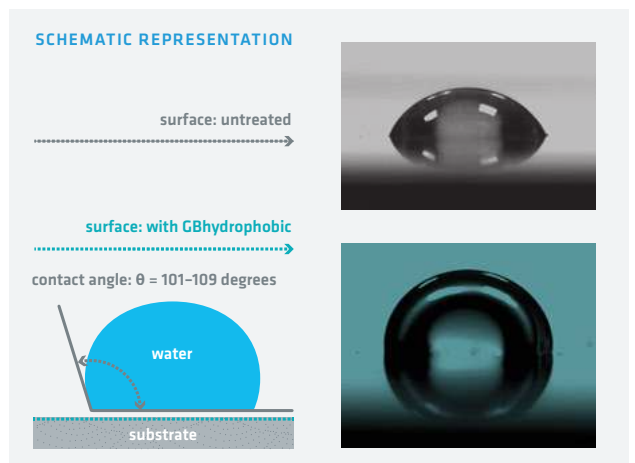 SCHEMATIC REPRESENTATION
surface: untreated
surface: with GBhydrophobic
contact angle: θ = 101–109 degrees
water
substrate